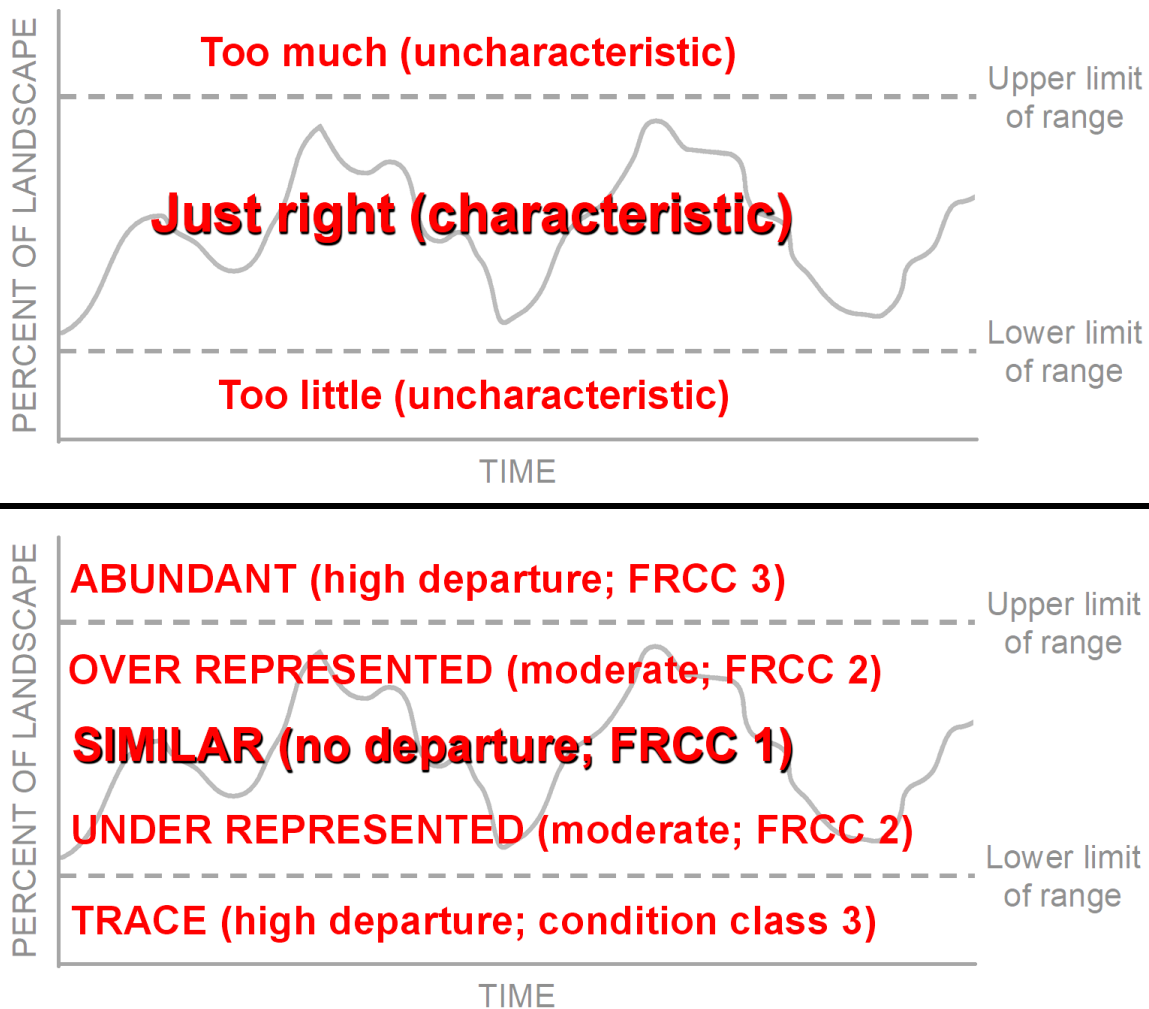 PERCENT OF LANDSCAPE
Too much (uncharacteristic)
Upper limit
of range
Just right (characteristic)
Lower limit
of range
Too little (uncharacteristic)
TIME
PERCENT OF LANDSCAPE
ABUNDANT (high departure; FRCC 3)
Upper limit
of range
OVER REPRESENTED (moderate; FRCC 2)
SIMILAR (no departure; FRCC 1)
UNDER REPRESENTED (moderate; FRCC 2)
Lower limit
of range
TRACE (high departure; condition class 3)
TIME